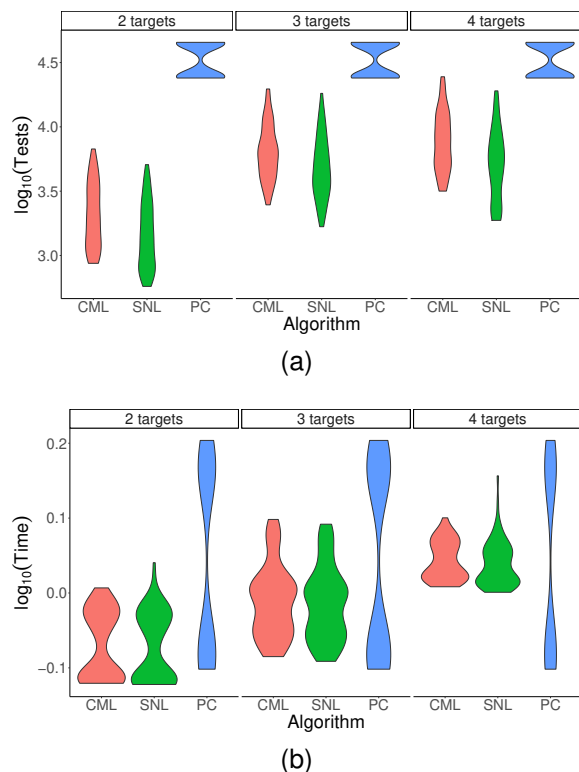 2 targets 3 targets 4 targets
4.5
4.0
3.5
3.0
log₁₀(Tests)
CML SNL PC CML SNL PC CML SNL PC
Algorithm
(a)
2 targets 3 targets 4 targets
0.2
0.1
0.0
−0.1
log₁₀(Time)
CML SNL PC CML SNL PC CML SNL PC
Algorithm
(b)